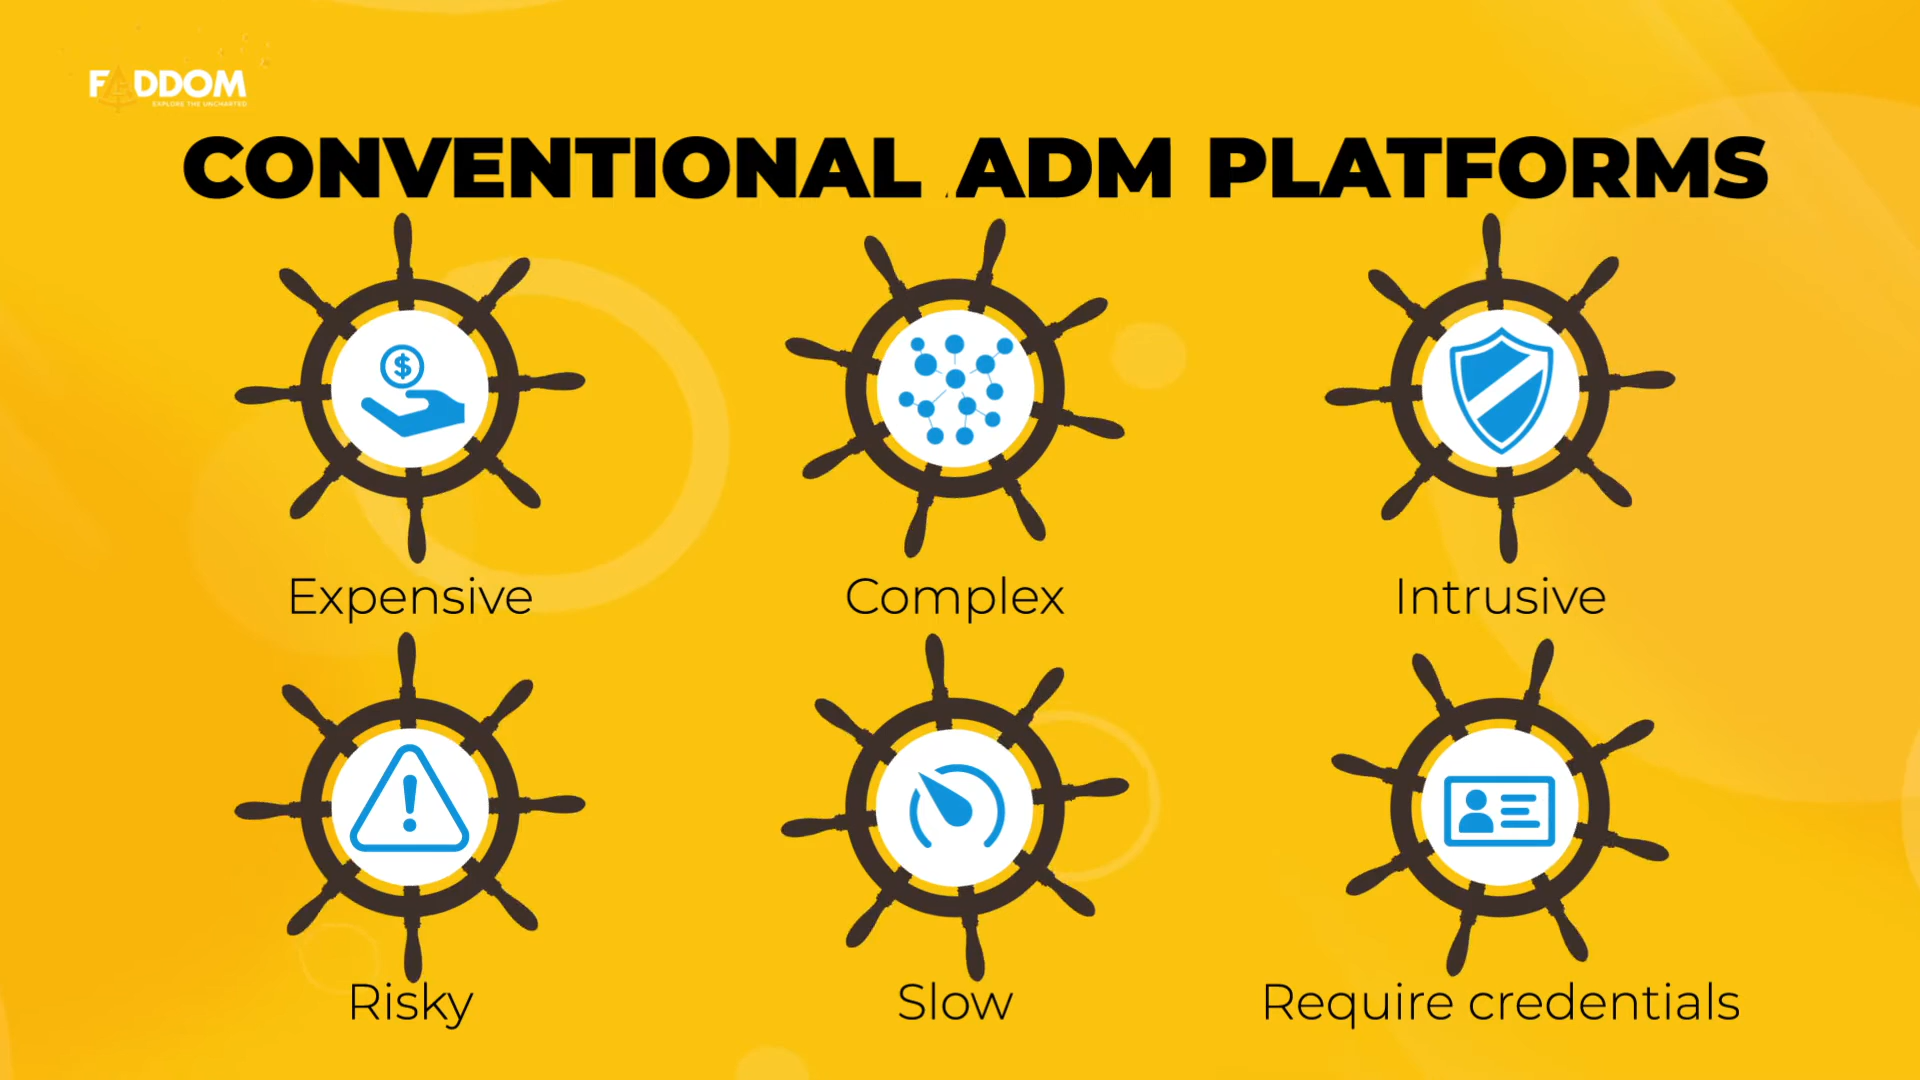 FADDOM
EXPLORE THE UNCHARTED
CONVENTIONAL ADM PLATFORMS
$
Expensive
Complex
Intrusive
!
Risky
Slow
Require credentials